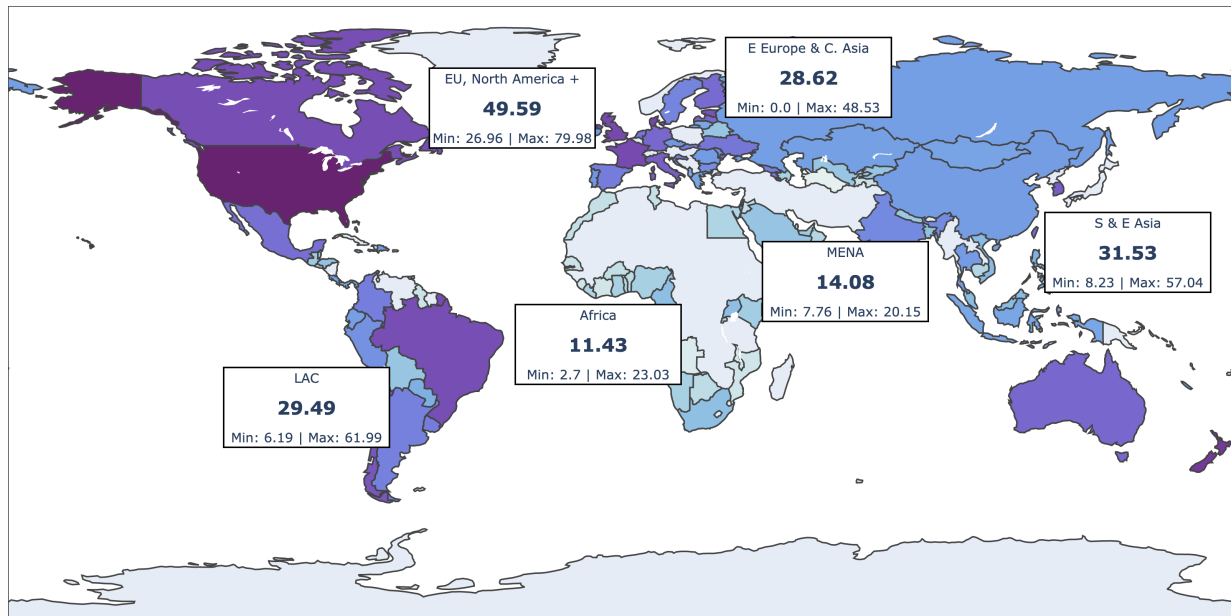 E Europe & C. Asia
28.62
Min: 0.0 | Max: 48.53
EU, North America +
49.59
Min: 26.96 | Max: 79.98
S & E Asia
31.53
Min: 8.23 | Max: 57.04
MENA
14.08
Min: 7.76 | Max: 20.15
Africa
11.43
Min: 2.7 | Max: 23.03
LAC
29.49
Min: 6.19 | Max: 61.99